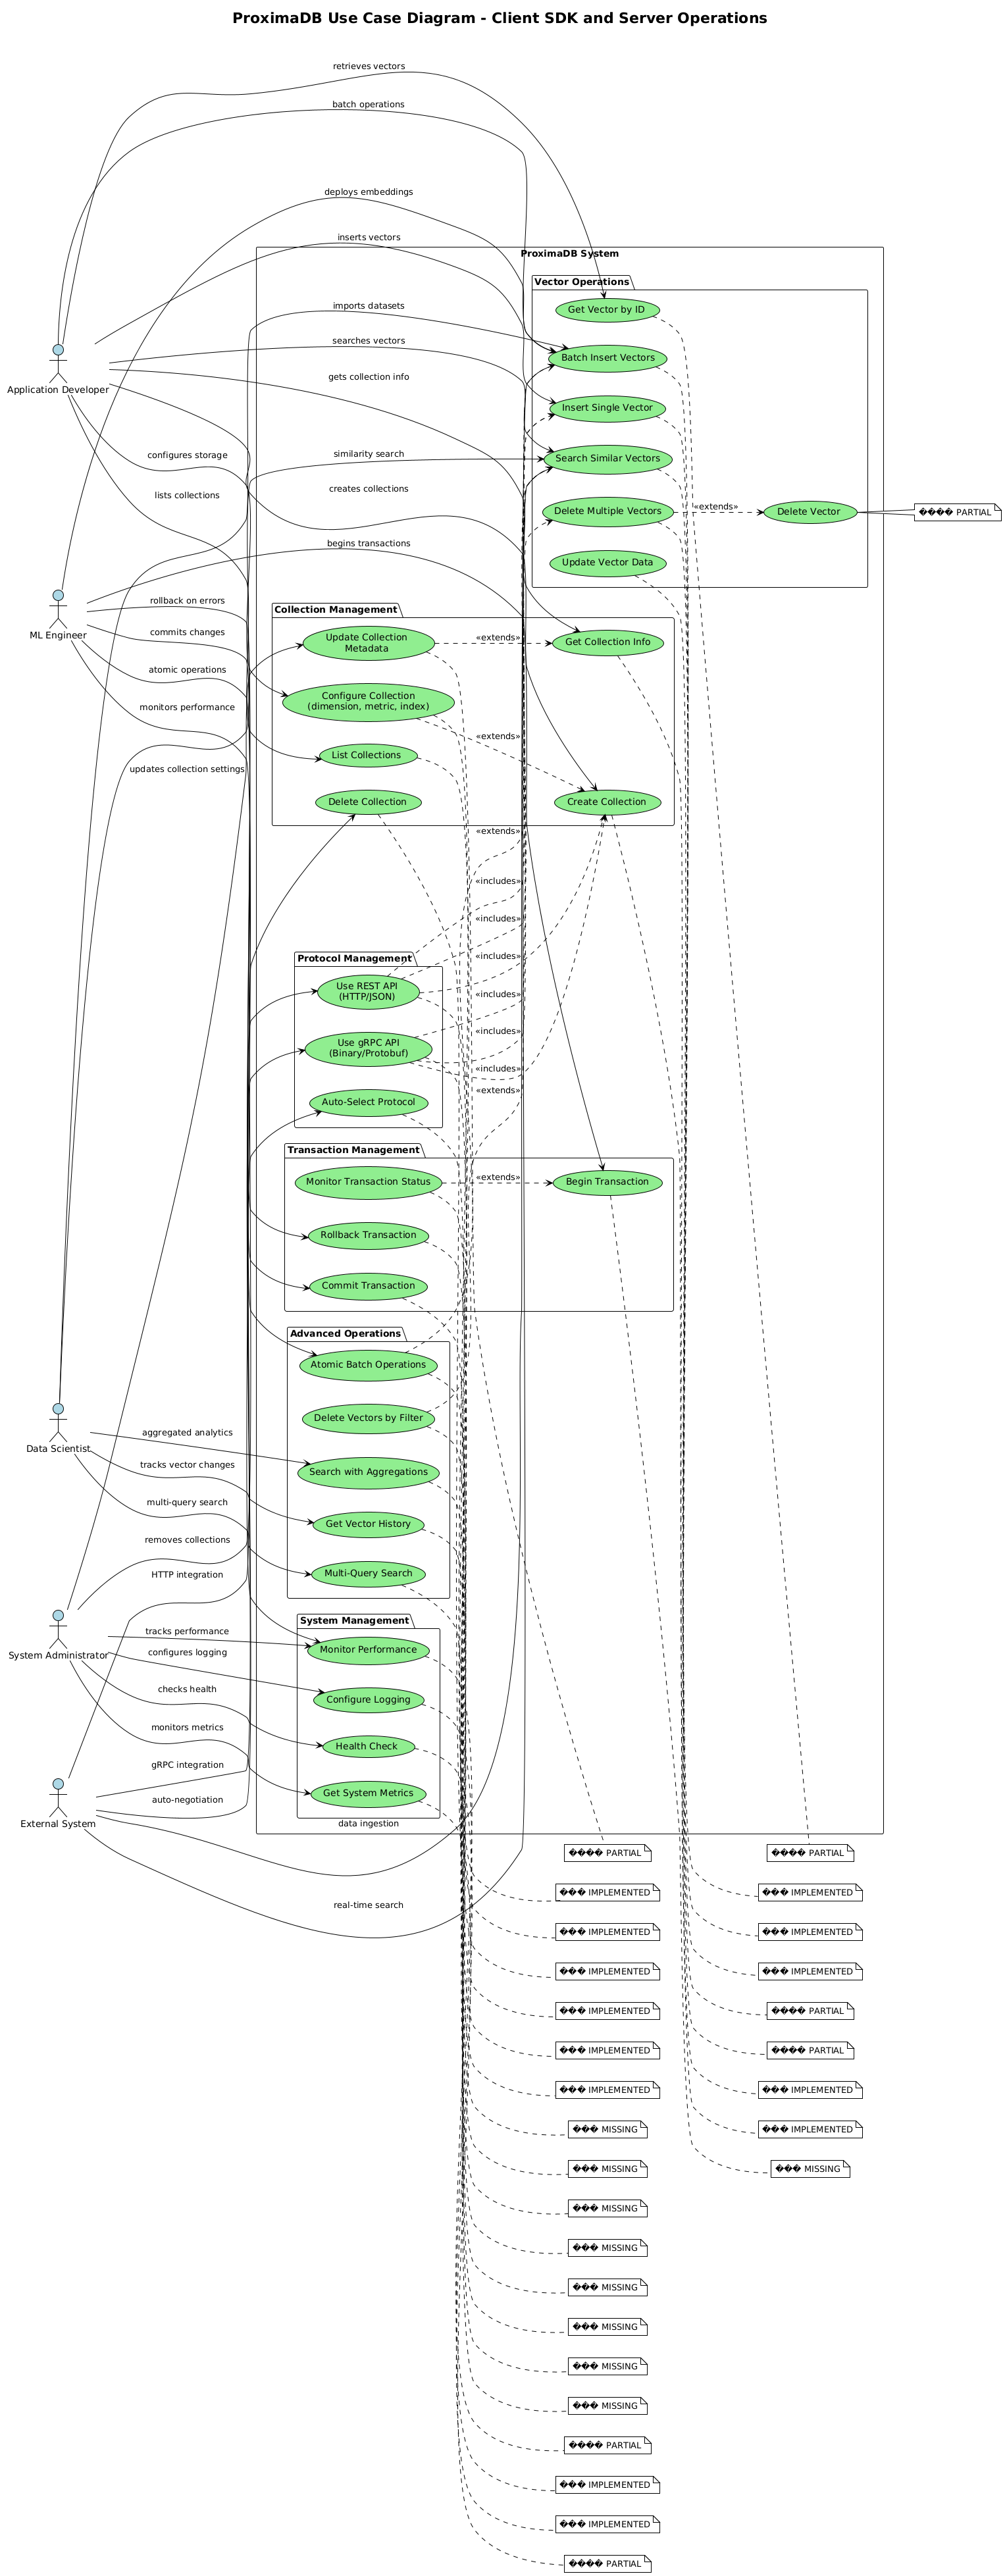 ProximaDB Use Case Diagram - Client SDK and Server Operations
retrieves vectors
batch operations
deploys embeddings
inserts vectors
ProximaDB System
Vector Operations
Get Vector by ID
imports datasets
searches vectors
Batch Insert Vectors
gets collection info
Application Developer
Insert Single Vector
configures storage
similarity search
Search Similar Vectors
lists collections
creates collections
Delete Multiple Vectors
«extends»
Delete Vector
���� PARTIAL
begins transactions
Update Vector Data
rollback on errors
Collection Management
ML Engineer
commits changes
Update Collection
Metadata
«extends»
Get Collection Info
atomic operations
Configure Collection
(dimension, metric, index)
monitors performance
«extends»
List Collections
updates collection settings
Delete Collection
Create Collection
«extends»
«includes»
«includes»
Protocol Management
«includes»
Use REST API
(HTTP/JSON)
«includes»
«includes»
Use gRPC API
(Binary/Protobuf)
«includes»
«extends»
Auto-Select Protocol
Transaction Management
Monitor Transaction Status
«extends»
Begin Transaction
Rollback Transaction
Commit Transaction
Advanced Operations
Atomic Batch Operations
Delete Vectors by Filter
Data Scientist
aggregated analytics
tracks vector changes
Search with Aggregations
multi-query search
Get Vector History
removes collections
HTTP integration
Multi-Query Search
System Management
tracks performance
System Administrator
Monitor Performance
configures logging
checks health
Configure Logging
monitors metrics
Health Check
gRPC integration
Get System Metrics
auto-negotiation
External System
data ingestion
���� PARTIAL
���� PARTIAL
��� IMPLEMENTED
��� IMPLEMENTED
real-time search
��� IMPLEMENTED
��� IMPLEMENTED
��� IMPLEMENTED
��� IMPLEMENTED
��� IMPLEMENTED
���� PARTIAL
��� IMPLEMENTED
���� PARTIAL
��� IMPLEMENTED
��� IMPLEMENTED
��� MISSING
��� IMPLEMENTED
��� MISSING
��� MISSING
��� MISSING
��� MISSING
��� MISSING
��� MISSING
��� MISSING
��� MISSING
���� PARTIAL
��� IMPLEMENTED
��� IMPLEMENTED
���� PARTIAL